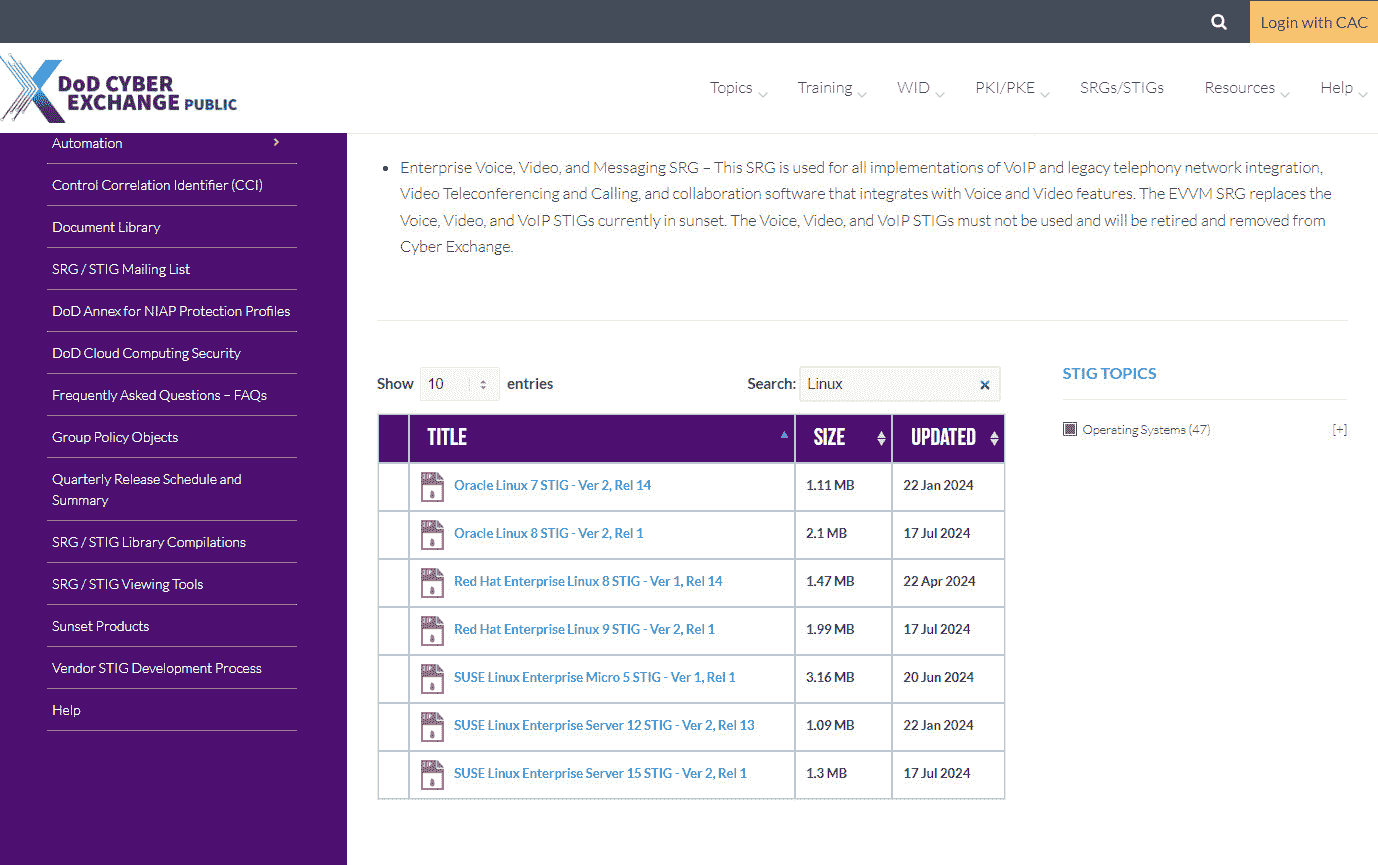 Login with CAC
DoD CYBER
EXCHANGE PUBLIC
Topics Training WID PKI/PKE SRGs/STIGs Resources Help
Automation
Control Correlation Identifier (CCI)
Document Library
SRG / STIG Mailing List
DoD Annex for NIAP Protection Profiles
DoD Cloud Computing Security
Frequently Asked Questions – FAQs
Group Policy Objects
Quarterly Release Schedule and
Summary
SRG / STIG Library Compilations
SRG / STIG Viewing Tools
Sunset Products
Vendor STIG Development Process
Help
Enterprise Voice, Video, and Messaging SRG – This SRG is used for all implementations of VoIP and legacy telephony network integration,
Video Teleconferencing and Calling, and collaboration software that integrates with Voice and Video features. The EVVM SRG replaces the
Voice, Video, and VoIP STIGs currently in sunset. The Voice, Video, and VoIP STIGs must not be used and will be retired and removed from
Cyber Exchange.
Show 10 entries Search: Linux
TITLE SIZE UPDATED
Oracle Linux 7 STIG - Ver 2, Rel 14 1.11 MB 22 Jan 2024
Oracle Linux 8 STIG - Ver 2, Rel 1 2.1 MB 17 Jul 2024
Red Hat Enterprise Linux 8 STIG - Ver 1, Rel 14 1.47 MB 22 Apr 2024
Red Hat Enterprise Linux 9 STIG - Ver 2, Rel 1 1.99 MB 17 Jul 2024
SUSE Linux Enterprise Micro 5 STIG - Ver 1, Rel 1 3.16 MB 20 Jun 2024
SUSE Linux Enterprise Server 12 STIG - Ver 2, Rel 13 1.09 MB 22 Jan 2024
SUSE Linux Enterprise Server 15 STIG - Ver 2, Rel 1 1.3 MB 17 Jul 2024
STIG TOPICS
Operating Systems (47) [+]